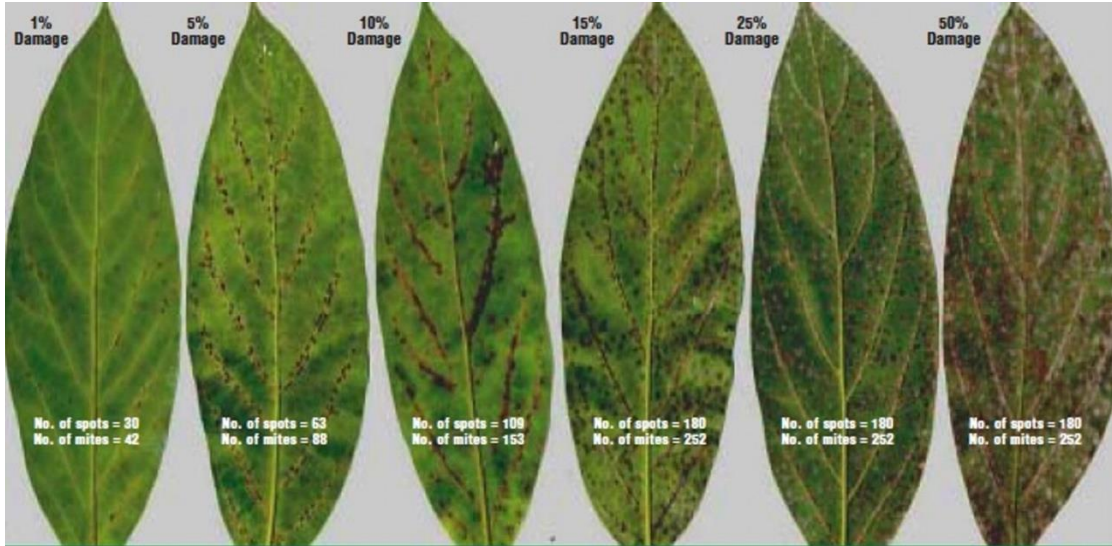 1%
Damage
5%
Damage
10%
Damage
15%
Damage
25%
Damage
50%
Damage
No. of spots = 30
No. of mites = 42
No. of spots = 63
No. of mites = 88
No. of spots = 109
No. of mites = 153
No. of spots = 180
No. of mites = 252
No. of spots = 180
No. of mites = 252
No. of spots = 180
No. of mites = 252